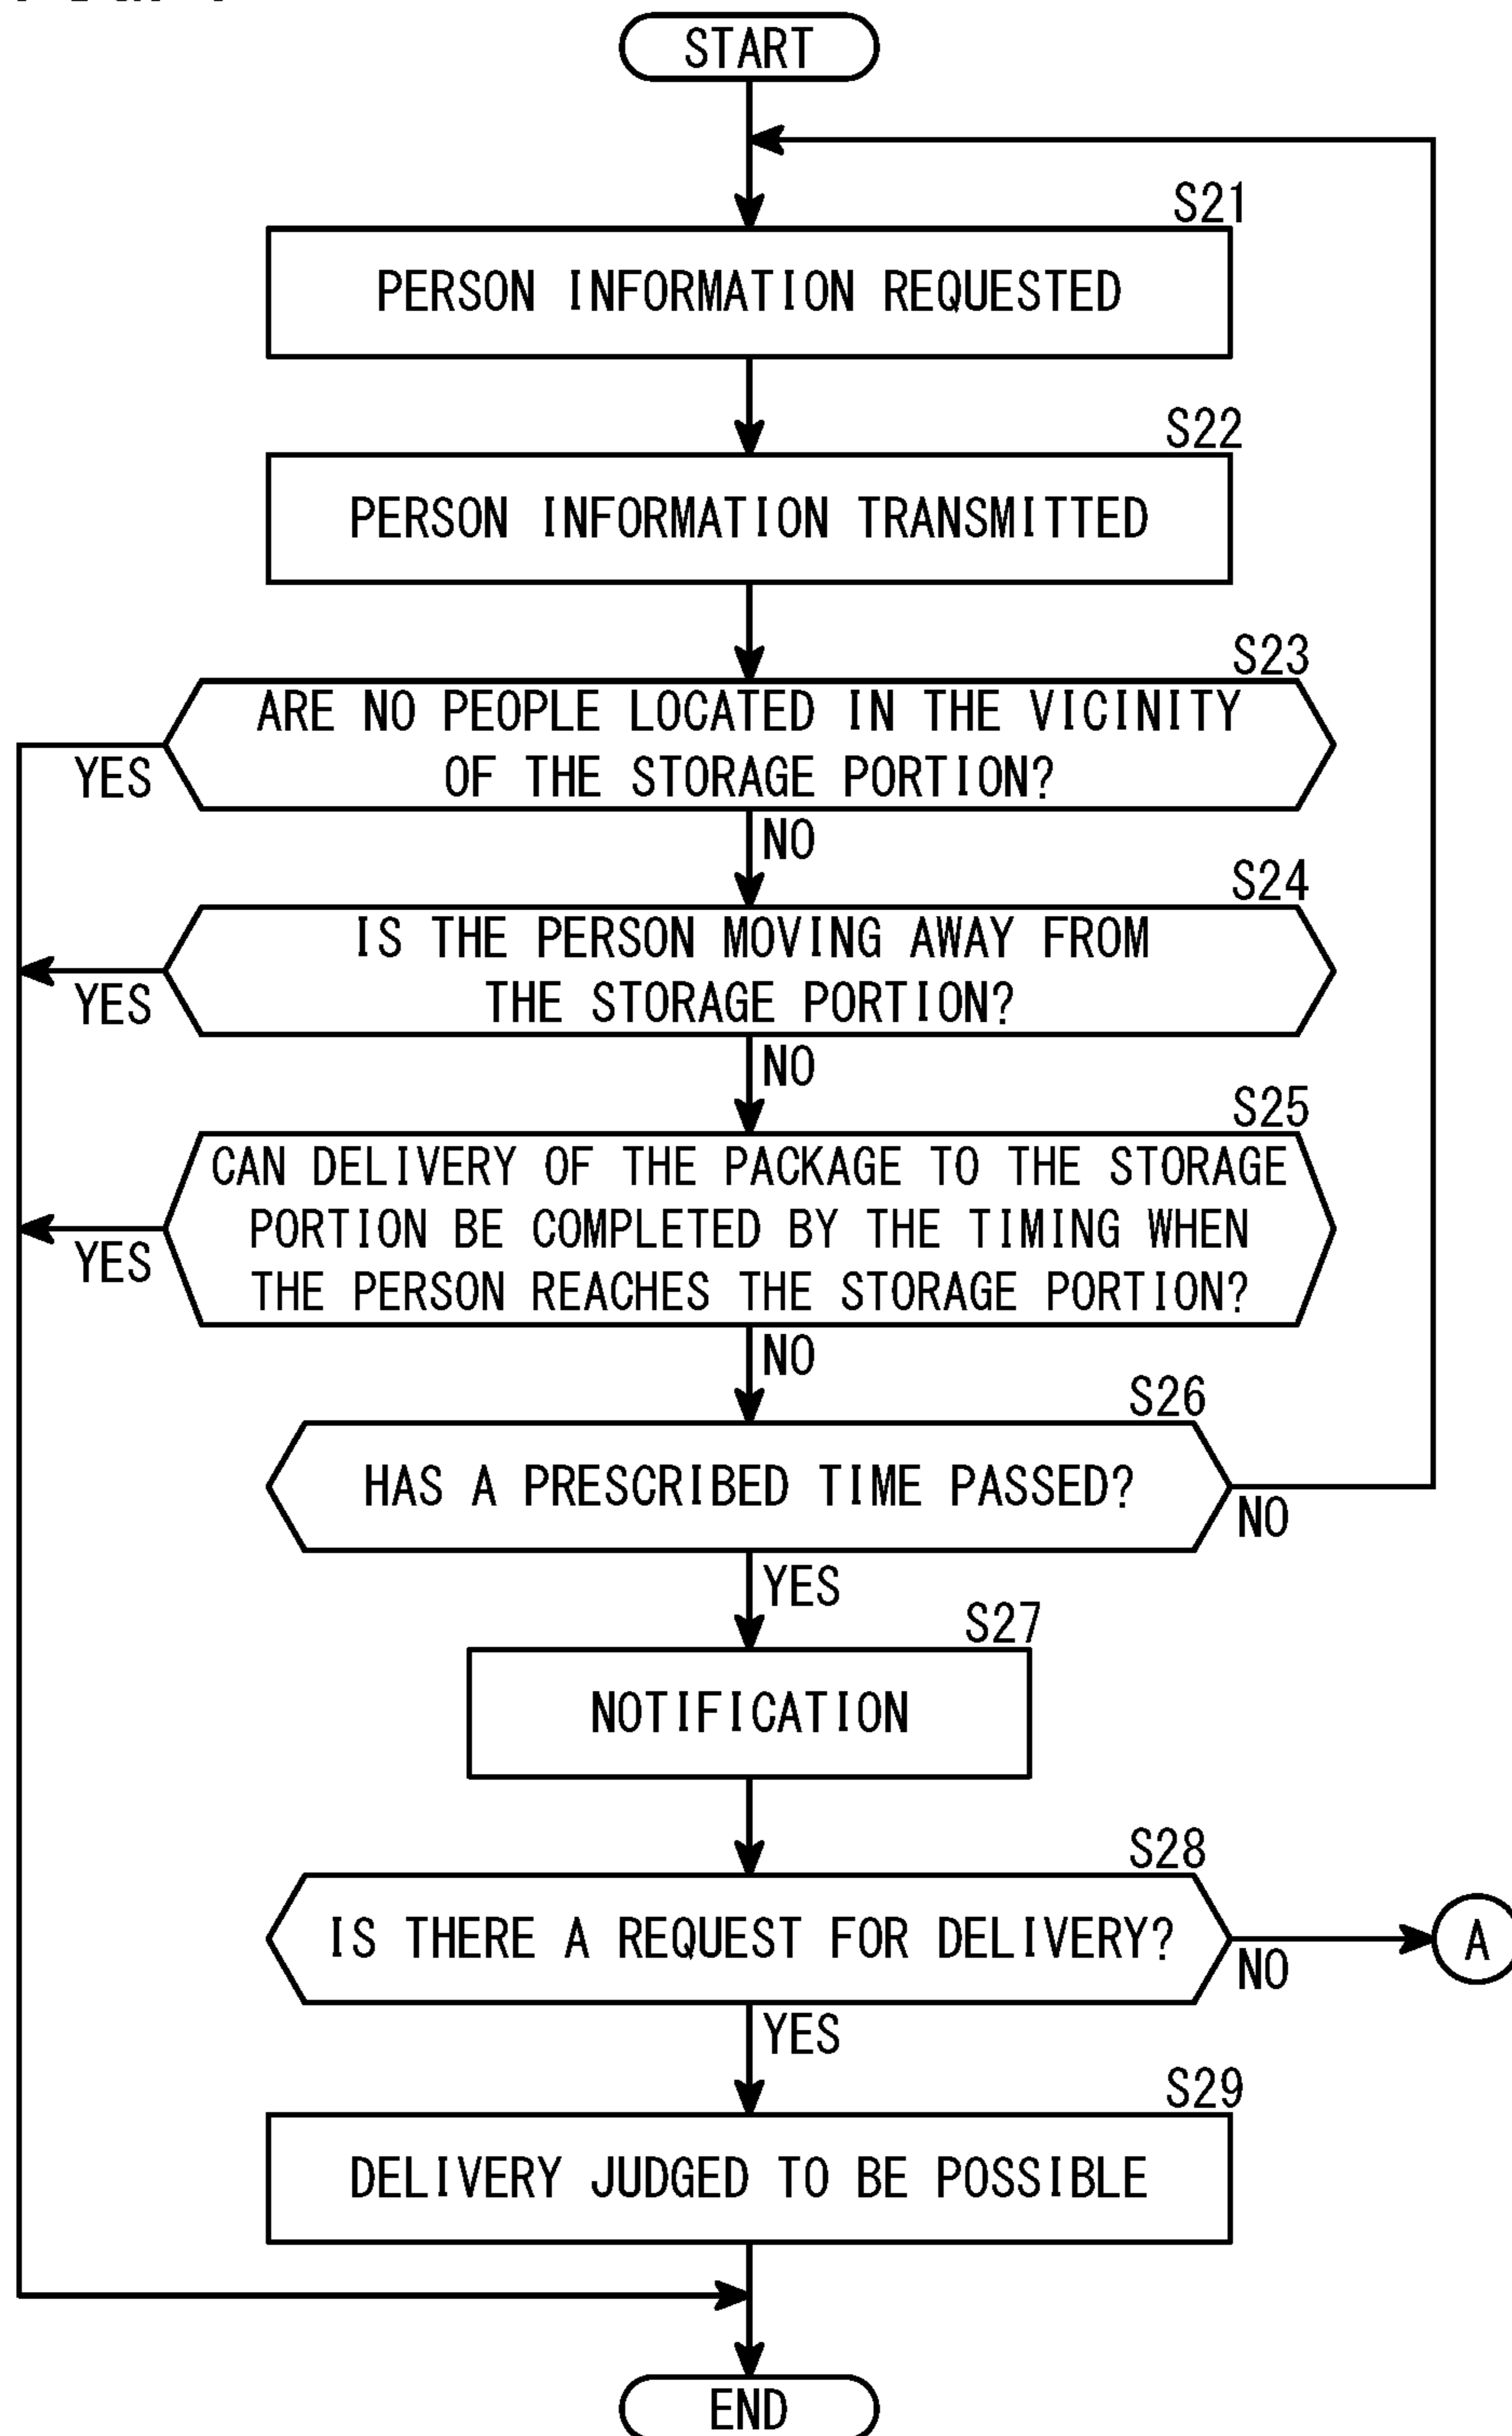 START
S21
PERSON INFORMATION REQUESTED
S22
PERSON INFORMATION TRANSMITTED
S23
ARE NO PEOPLE LOCATED IN THE VICINITY
OF THE STORAGE PORTION?
YES
NO
S24
IS THE PERSON MOVING AWAY FROM
THE STORAGE PORTION?
YES
NO
S25
CAN DELIVERY OF THE PACKAGE TO THE STORAGE
PORTION BE COMPLETED BY THE TIMING WHEN
THE PERSON REACHES THE STORAGE PORTION?
YES
NO
S26
HAS A PRESCRIBED TIME PASSED?
NO
YES
S27
NOTIFICATION
S28
IS THERE A REQUEST FOR DELIVERY?
A
NO
YES
S29
DELIVERY JUDGED TO BE POSSIBLE
END